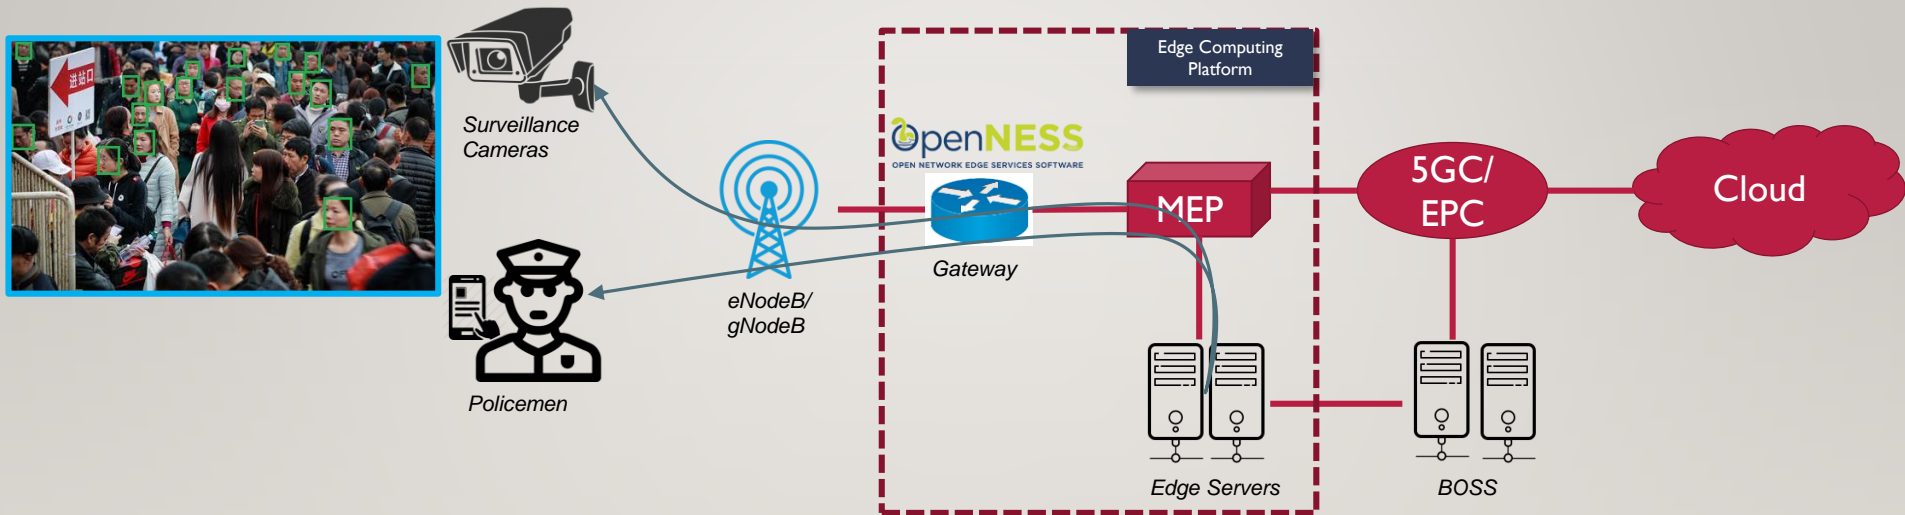 进站口
Surveillance
Cameras
Policemen
eNodeB/
gNodeB
Edge Computing
Platform
OpenNESS
OPEN NETWORK EDGE SERVICES SOFTWARE
Gateway
MEP
Edge Servers
5GC/
EPC
BOSS
Cloud